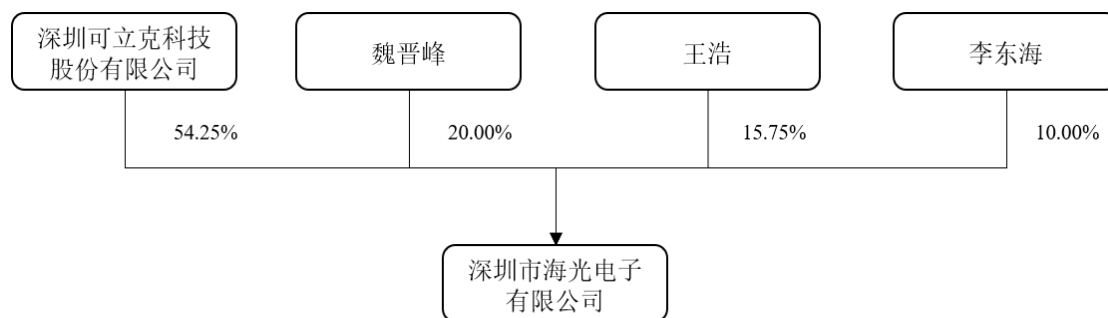 深圳可立克科技
股份有限公司
魏晋峰
王浩
李东海
54.25%
20.00%
15.75%
10.00%
深圳市海光电子
有限公司